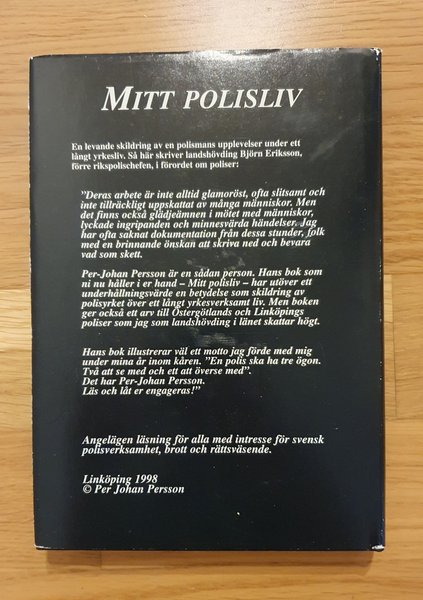 MITT POLISLIV
En levande skildring av en polismans upplevelser under ett
långt yrkesliv. Så här skriver landshövding Björn Eriksson,
förre rikspolischefen, i förordet om poliser:
"Deras arbete är inte alltid glamoröst, ofta slitsamt och
inte tillräckligt uppskattat av många människor. Men
det finns också glädjeämnen i mötet med människor,
lyckade ingripanden och minnesvärda händelser. Jag
har ofta saknat dokumentation från dessa stunder, folk
med en brinnande önskan att skriva ned och bevara
vad som skett.
Per-Johan Persson är en sådan person. Hans bok som
ni nu håller i er hand – Mitt polisliv – har utöver ett
underhållningsvärde en betydelse som skildring av
polisyrket över ett långt yrkesverksamt liv. Men boken
ger också ett arv till Östergötlands och Linköpings
poliser som jag som landshövding i länet skattar högt.
Hans bok illustrerar väl ett motto jag förde med mig
under mina år inom kåren. "En polis ska ha tre ögon.
Två att se med och ett att överse med".
Det har Per-Johan Persson.
Läs och låt er engageras!"
Angelägen läsning för alla med intresse för svensk
polisverksamhet, brott och rättsväsende.
Linköping 1998
© Per Johan Persson